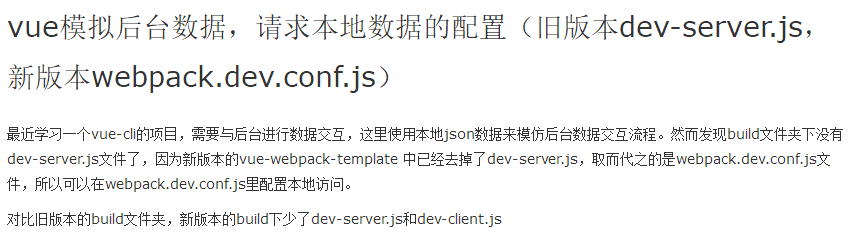 vue模拟后台数据，请求本地数据的配置（旧版本dev-server.js，
新版本webpack.dev.conf.js）
最近学习一个vue-cli的项目，需要与后台进行数据交互，这里使用本地json数据来模仿后台数据交互流程。然而发现build文件夹下没有
dev-server.js文件了，因为新版本的vue-webpack-template 中已经去掉了dev-server.js，取而代之的是webpack.dev.conf.js文
件，所以可以在webpack.dev.conf.js里配置本地访问。
对比旧版本的build文件夹，新版本的build下少了dev-server.js和dev-client.js